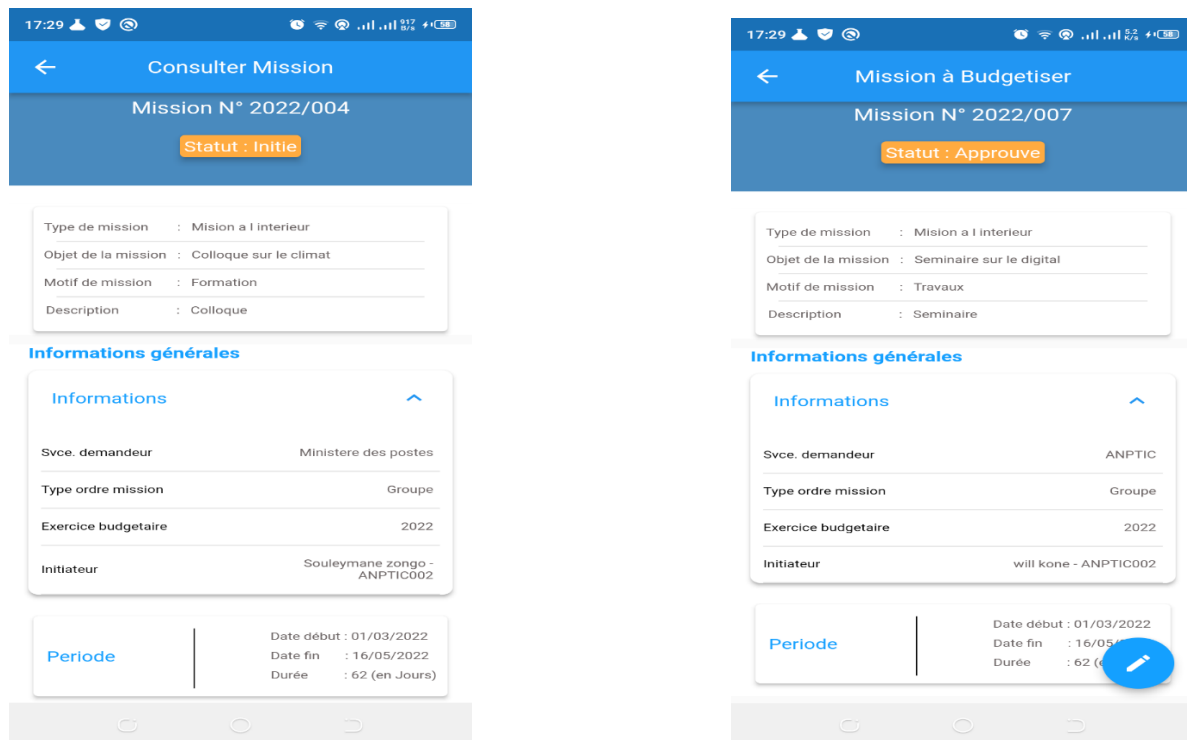 17:29
917 B/s 58
Consulter Mission
Mission N° 2022/004
Statut : Initie
Type de mission : Mision a l interieur
Objet de la mission : Colloque sur le climat
Motif de mission : Formation
Description : Colloque
Informations générales
Informations
Svce. demandeur Ministere des postes
Type ordre mission Groupe
Exercice budgetaire 2022
Initiateur Souleymane zongo -
ANPTIC002
Periode
Date début : 01/03/2022
Date fin : 16/05/2022
Durée : 62 (en Jours)
17:29
5.2 K/s 58
Mission à Budgetiser
Mission N° 2022/007
Statut : Approuve
Type de mission : Mision a l interieur
Objet de la mission : Seminaire sur le digital
Motif de mission : Travaux
Description : Seminaire
Informations générales
Informations
Svce. demandeur ANPTIC
Type ordre mission Groupe
Exercice budgetaire 2022
Initiateur will kone - ANPTIC002
Periode
Date début : 01/03/2022
Date fin : 16/05
Durée : 62 (